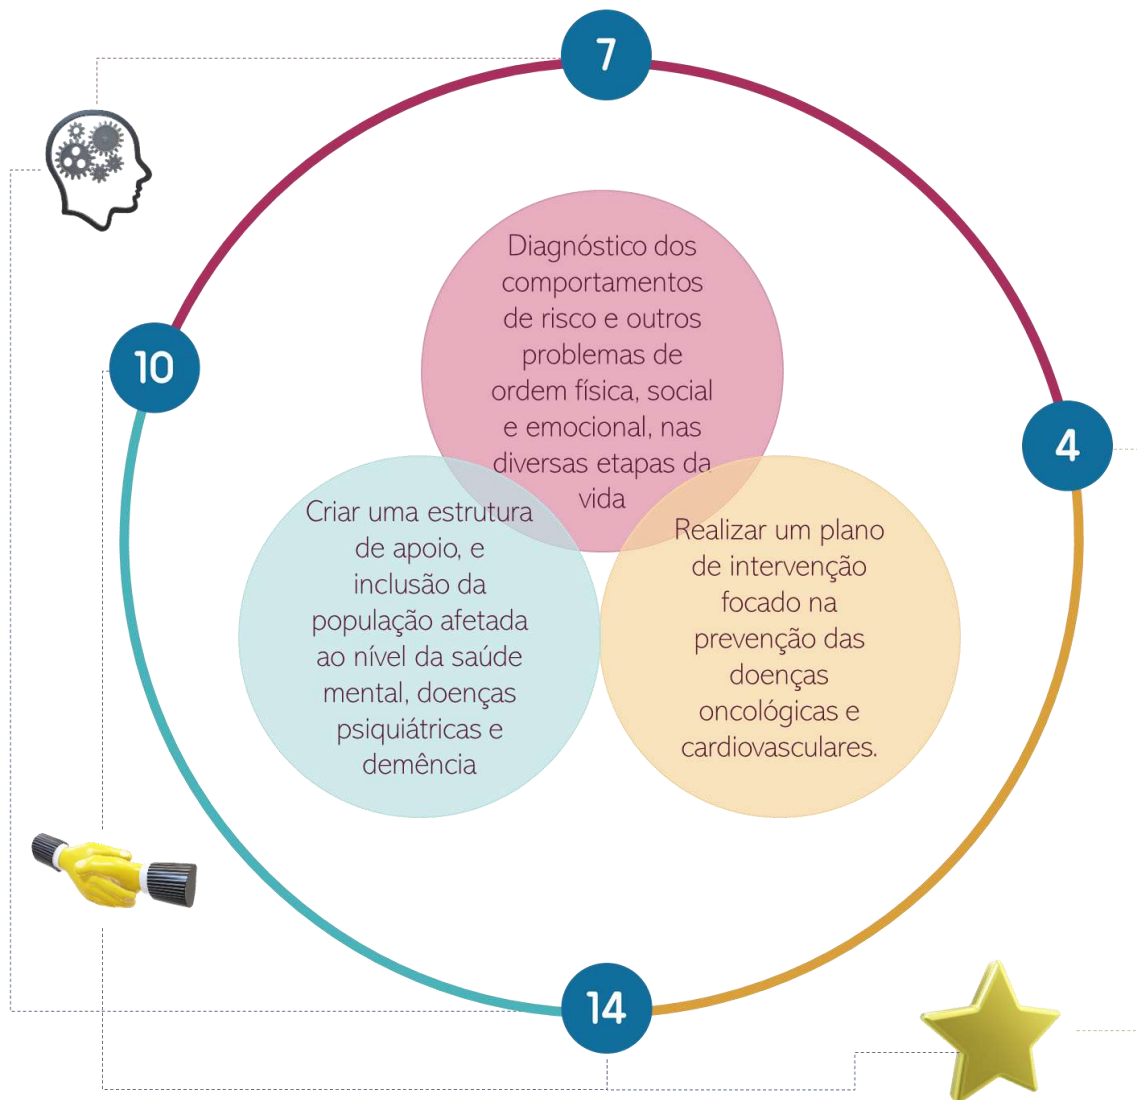 7
Diagnóstico dos
comportamentos
de risco e outros
problemas de
ordem física, social
e emocional, nas
diversas etapas da
vida
10
4
Criar uma estrutura
de apoio, e
inclusão da
população afetada
ao nível da saúde
mental, doenças
psiquiátricas e
demência
Realizar um plano
de intervenção
focado na
prevenção das
doenças
oncológicas e
cardiovasculares.
14